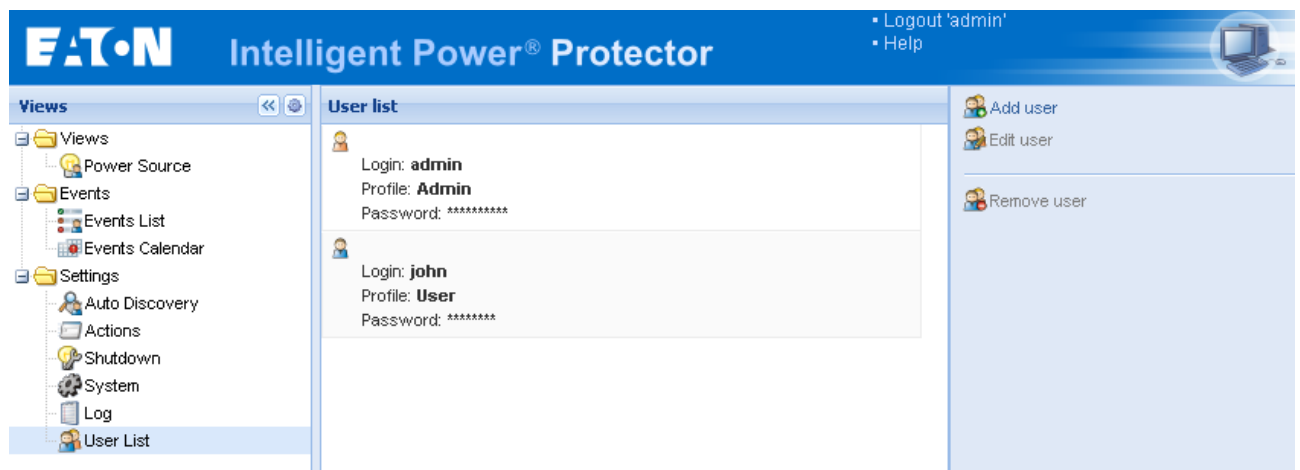 EATON Intelligent Power® Protector
▪ Logout 'admin'
▪ Help
Views
Views
Power Source
Events
Events List
Events Calendar
Settings
Auto Discovery
Actions
Shutdown
System
Log
User List
User list
Login: admin
Profile: Admin
Password: **********
Login: john
Profile: User
Password: ********
Add user
Edit user
Remove user